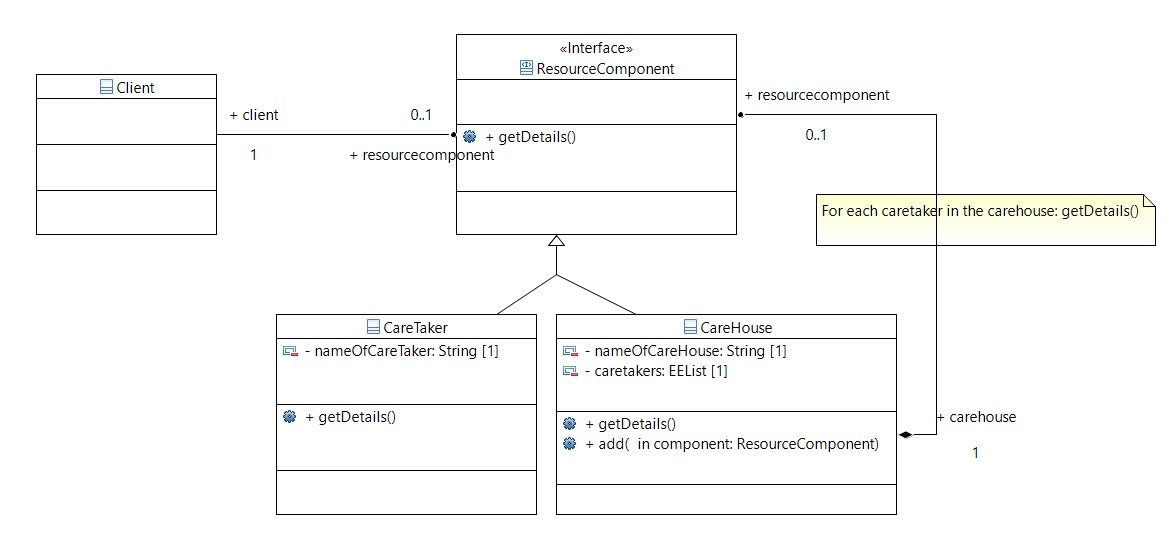 «Interface»
ResourceComponent
Client
+ client
0..1
1
+ resourcecomponent
+ getDetails()
+ resourcecomponent
0..1
For each caretaker in the carehouse: getDetails()
CareTaker
- nameOfCareTaker: String [1]
+ getDetails()
CareHouse
- nameOfCareHouse: String [1]
- caretakers: EEList [1]
+ getDetails()
+ add(  in component: ResourceComponent)
+ carehouse
1